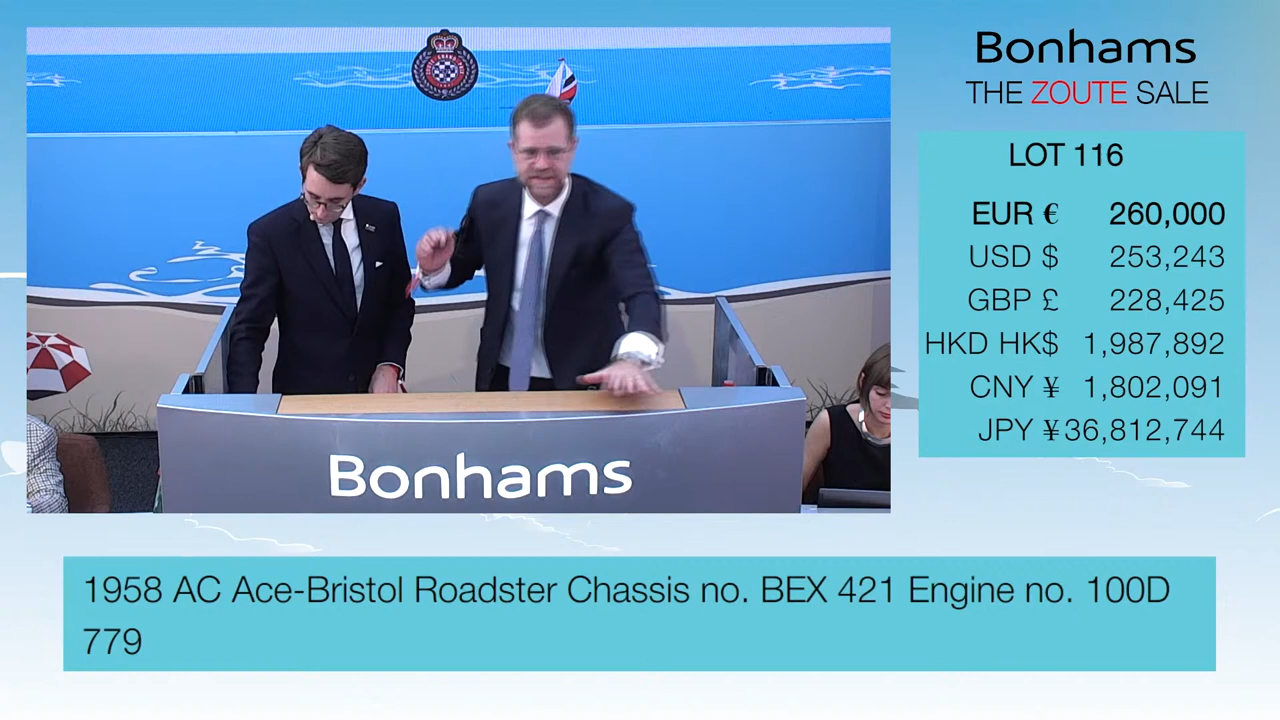 Bonhams
THE ZOUTE SALE
LOT 116
EUR € 260,000
USD $ 253,243
GBP £ 228,425
HKD HK$ 1,987,892
CNY ¥ 1,802,091
JPY ¥36,812,744
Bonhams
1958 AC Ace-Bristol Roadster Chassis no. BEX 421 Engine no. 100D
779